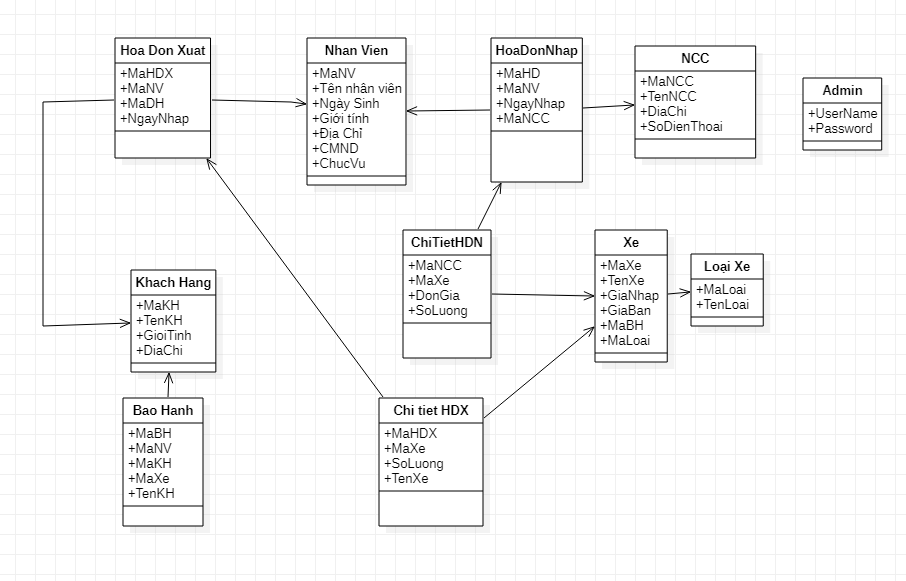 Hoa Don Xuat
+MaHDX
+MaNV
+MaDH
+NgayNhap
Nhan Vien
+MaNV
+Tên nhân viên
+Ngày Sinh
+Giới tính
+Địa Chỉ
+CMND
+ChucVu
HoaDonNhap
+MaHD
+MaNV
+NgayNhap
+MaNCC
NCC
+MaNCC
+TenNCC
+DiaChi
+SoDienThoai
Admin
+UserName
+Password
ChiTietHDN
+MaNCC
+MaXe
+DonGia
+SoLuong
Xe
+MaXe
+TenXe
+GiaNhap
+GiaBan
+MaBH
+MaLoai
Loại Xe
+MaLoai
+TenLoai
Khach Hang
+MaKH
+TenKH
+GioiTinh
+DiaChi
Bao Hanh
+MaBH
+MaNV
+MaKH
+MaXe
+TenKH
Chi tiet HDX
+MaHDX
+MaXe
+SoLuong
+TenXe